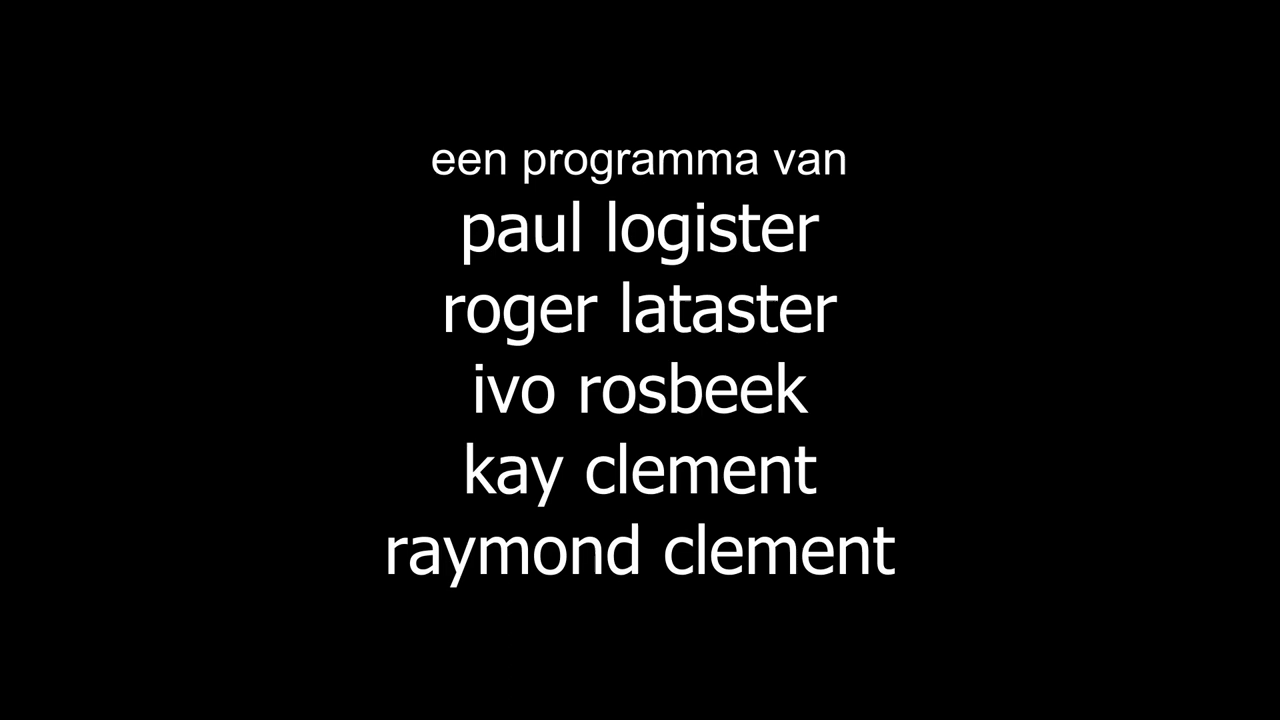 een programma van
paul logister
roger lataster
ivo rosbeek
kay clement
raymond clement